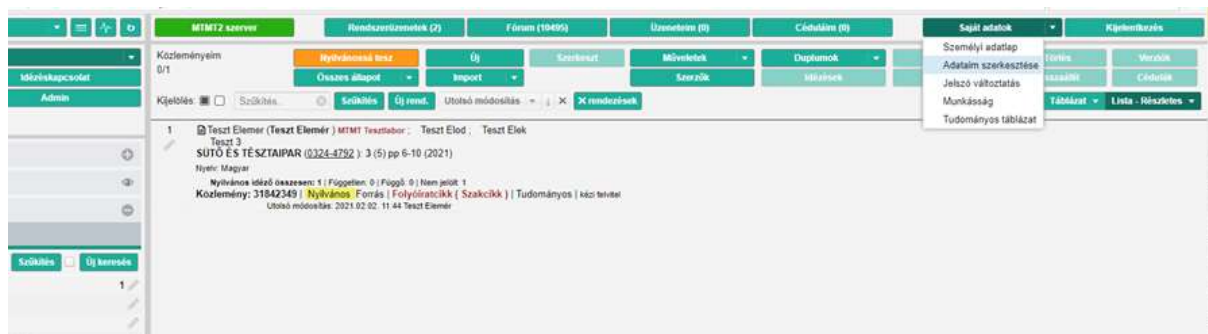 MTMT2 szerver
Rendszerüzenetek (2)
Fórum (10495)
Üzeneteim (0)
Céduláim (0)
Saját adatok
Kijelentkezés
Közleményeim
0/1
Nyilvánossá tesz
Új
Szerkeszt
Műveletek
Duplumok
Törlés
Verziók
Idézéskapcsolat
Összes állapot
Import
Szerzők
Idézések
Cédulák
Admin
Kijelölés:
Szűkítés..
Szűkítés
Új rend.
Utolsó módosítás
X rendezések
Táblázat
Lista - Részletes
Személyi adatlap
Adataim szerkesztése
Jelszó változtatás
Munkásság
Tudományos táblázat
1
Teszt Elemer (Teszt Elemér ) MTMT Tesztlabor ; Teszt Elod ; Teszt Elek
Teszt 3
SÜTŐ ÉS TÉSZTAIPAR (0324-4792 ): 3 (5) pp 6-10 (2021)
Nyelv: Magyar
Nyilvános idéző összesen: 1 | Független: 0 | Függő: 0 | Nem jelölt: 1
Közlemény: 31842349 | Nyilvános Forrás | Folyóiratcikk ( Szakcikk ) | Tudományos | kézi felvitel
Utolsó módosítás: 2021.02.02. 11:44 Teszt Elemér
Szűkítés
Új keresés
1